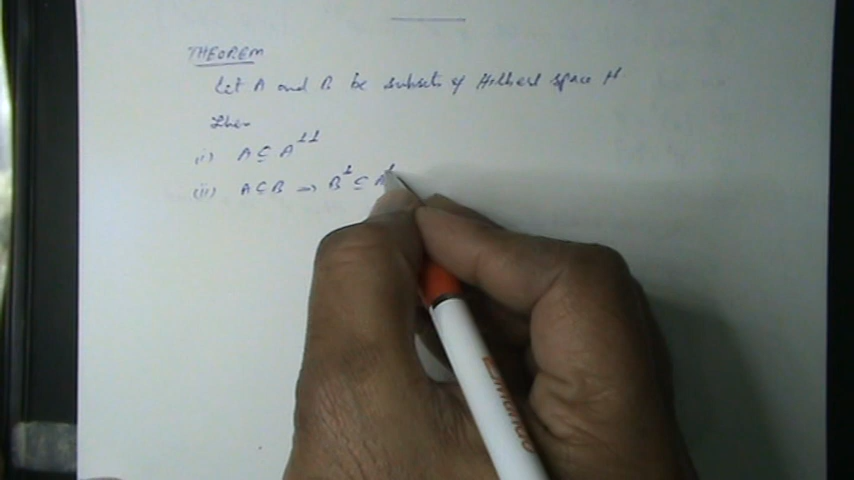 THEOREM
Let A and B be subsets of Hilbert space H
Then
(i) A ⊆ A^⊥⊥
(ii) A ⊆ B ⇒ B^⊥ ⊆ A^⊥